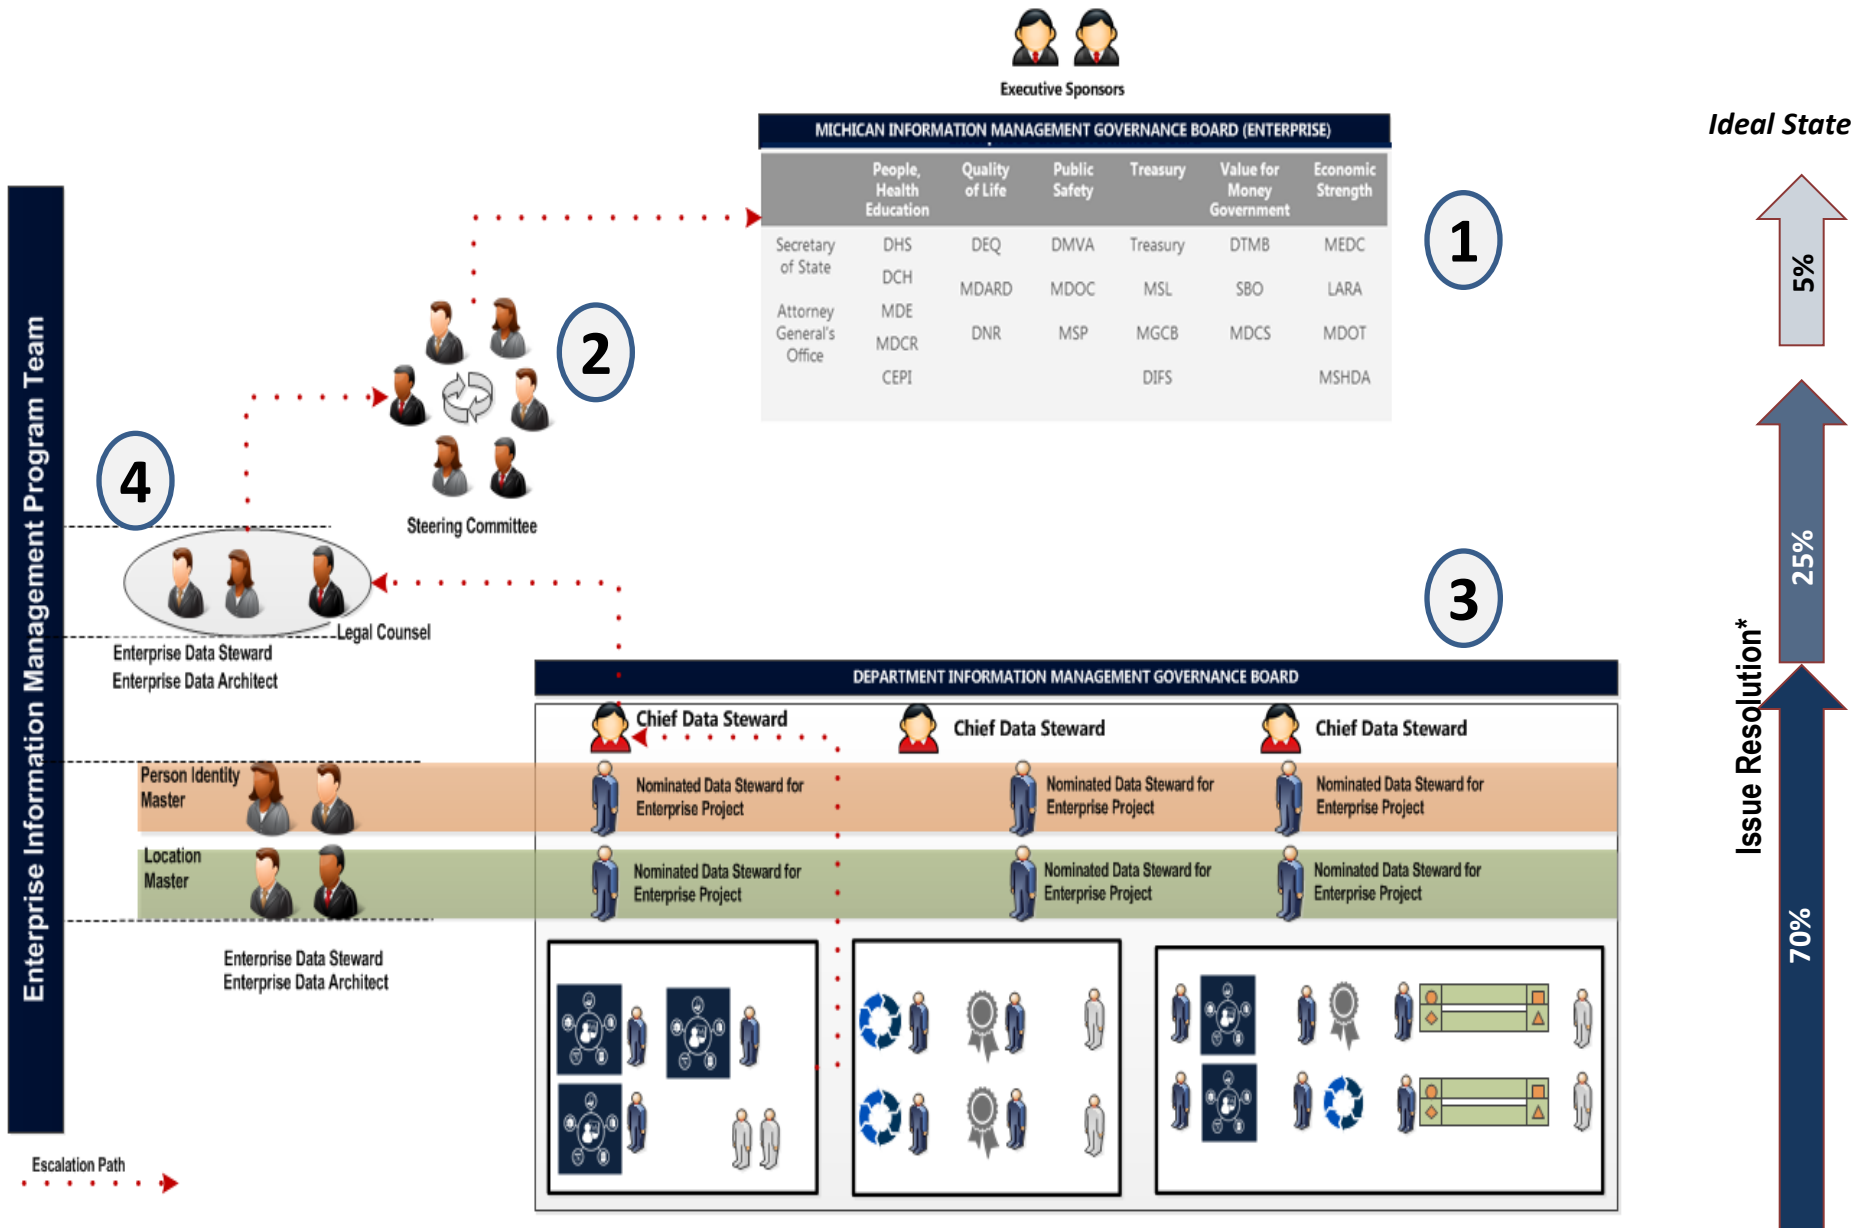 Executive Sponsors
MICHICAN INFORMATION MANAGEMENT GOVERNANCE BOARD (ENTERPRISE)
People,
Health
Education
Quality
of Life
Public
Safety
Treasury
Value for
Money
Government
Economic
Strength
Secretary
of State
Attorney
General's
Office
DHS
DCH
MDE
MDCR
CEPI
DEQ
MDARD
DNR
DMVA
MDOC
MSP
Treasury
MSL
MGCB
DIFS
DTMB
SBO
MDCS
MEDC
LARA
MDOT
MSHDA
1
Ideal State
5%
25%
70%
Issue Resolution*
2
Steering Committee
4
Legal Counsel
Enterprise Data Steward
Enterprise Data Architect
Enterprise Information Management Program Team
3
DEPARTMENT INFORMATION MANAGEMENT GOVERNANCE BOARD
Chief Data Steward
Chief Data Steward
Chief Data Steward
Person Identity
Master
Nominated Data Steward for
Enterprise Project
Nominated Data Steward for
Enterprise Project
Nominated Data Steward for
Enterprise Project
Location
Master
Nominated Data Steward for
Enterprise Project
Nominated Data Steward for
Enterprise Project
Nominated Data Steward for
Enterprise Project
Enterprise Data Steward
Enterprise Data Architect
Escalation Path